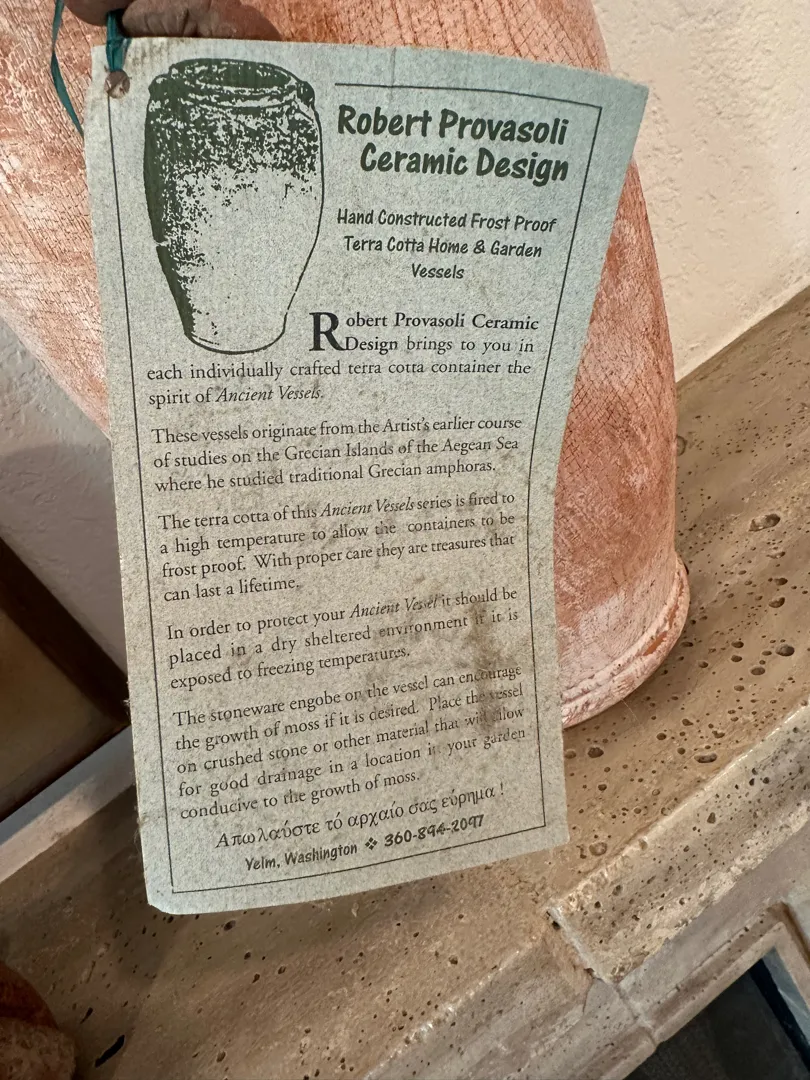 Robert Provasoli
Ceramic Design
Hand Constructed Frost Proof
Terra Cotta Home & Garden
Vessels
Robert Provasoli Ceramic
Design brings to you in
each individually crafted terra cotta container the
spirit of Ancient Vessels.
These vessels originate from the Artist's earlier course
of studies on the Grecian Islands of the Aegean Sea
where he studied traditional Grecian amphoras.
The terra cotta of this Ancient Vessels series is fired to
a high temperature to allow the containers to be
frost proof. With proper care they are treasures that
can last a lifetime.
In order to protect your Ancient Vessel it should be
placed in a dry sheltered environment if it is
exposed to freezing temperatures.
The stoneware engobe on the vessel can encourage
the growth of moss if it is desired. Place the vessel
on crushed stone or other material that will allow
for good drainage in a location in your garden
conducive to the growth of moss.
Απωλαύστε τό αρχαίο σας εύρημα !
Yelm, Washington ❖ 360-894-2097